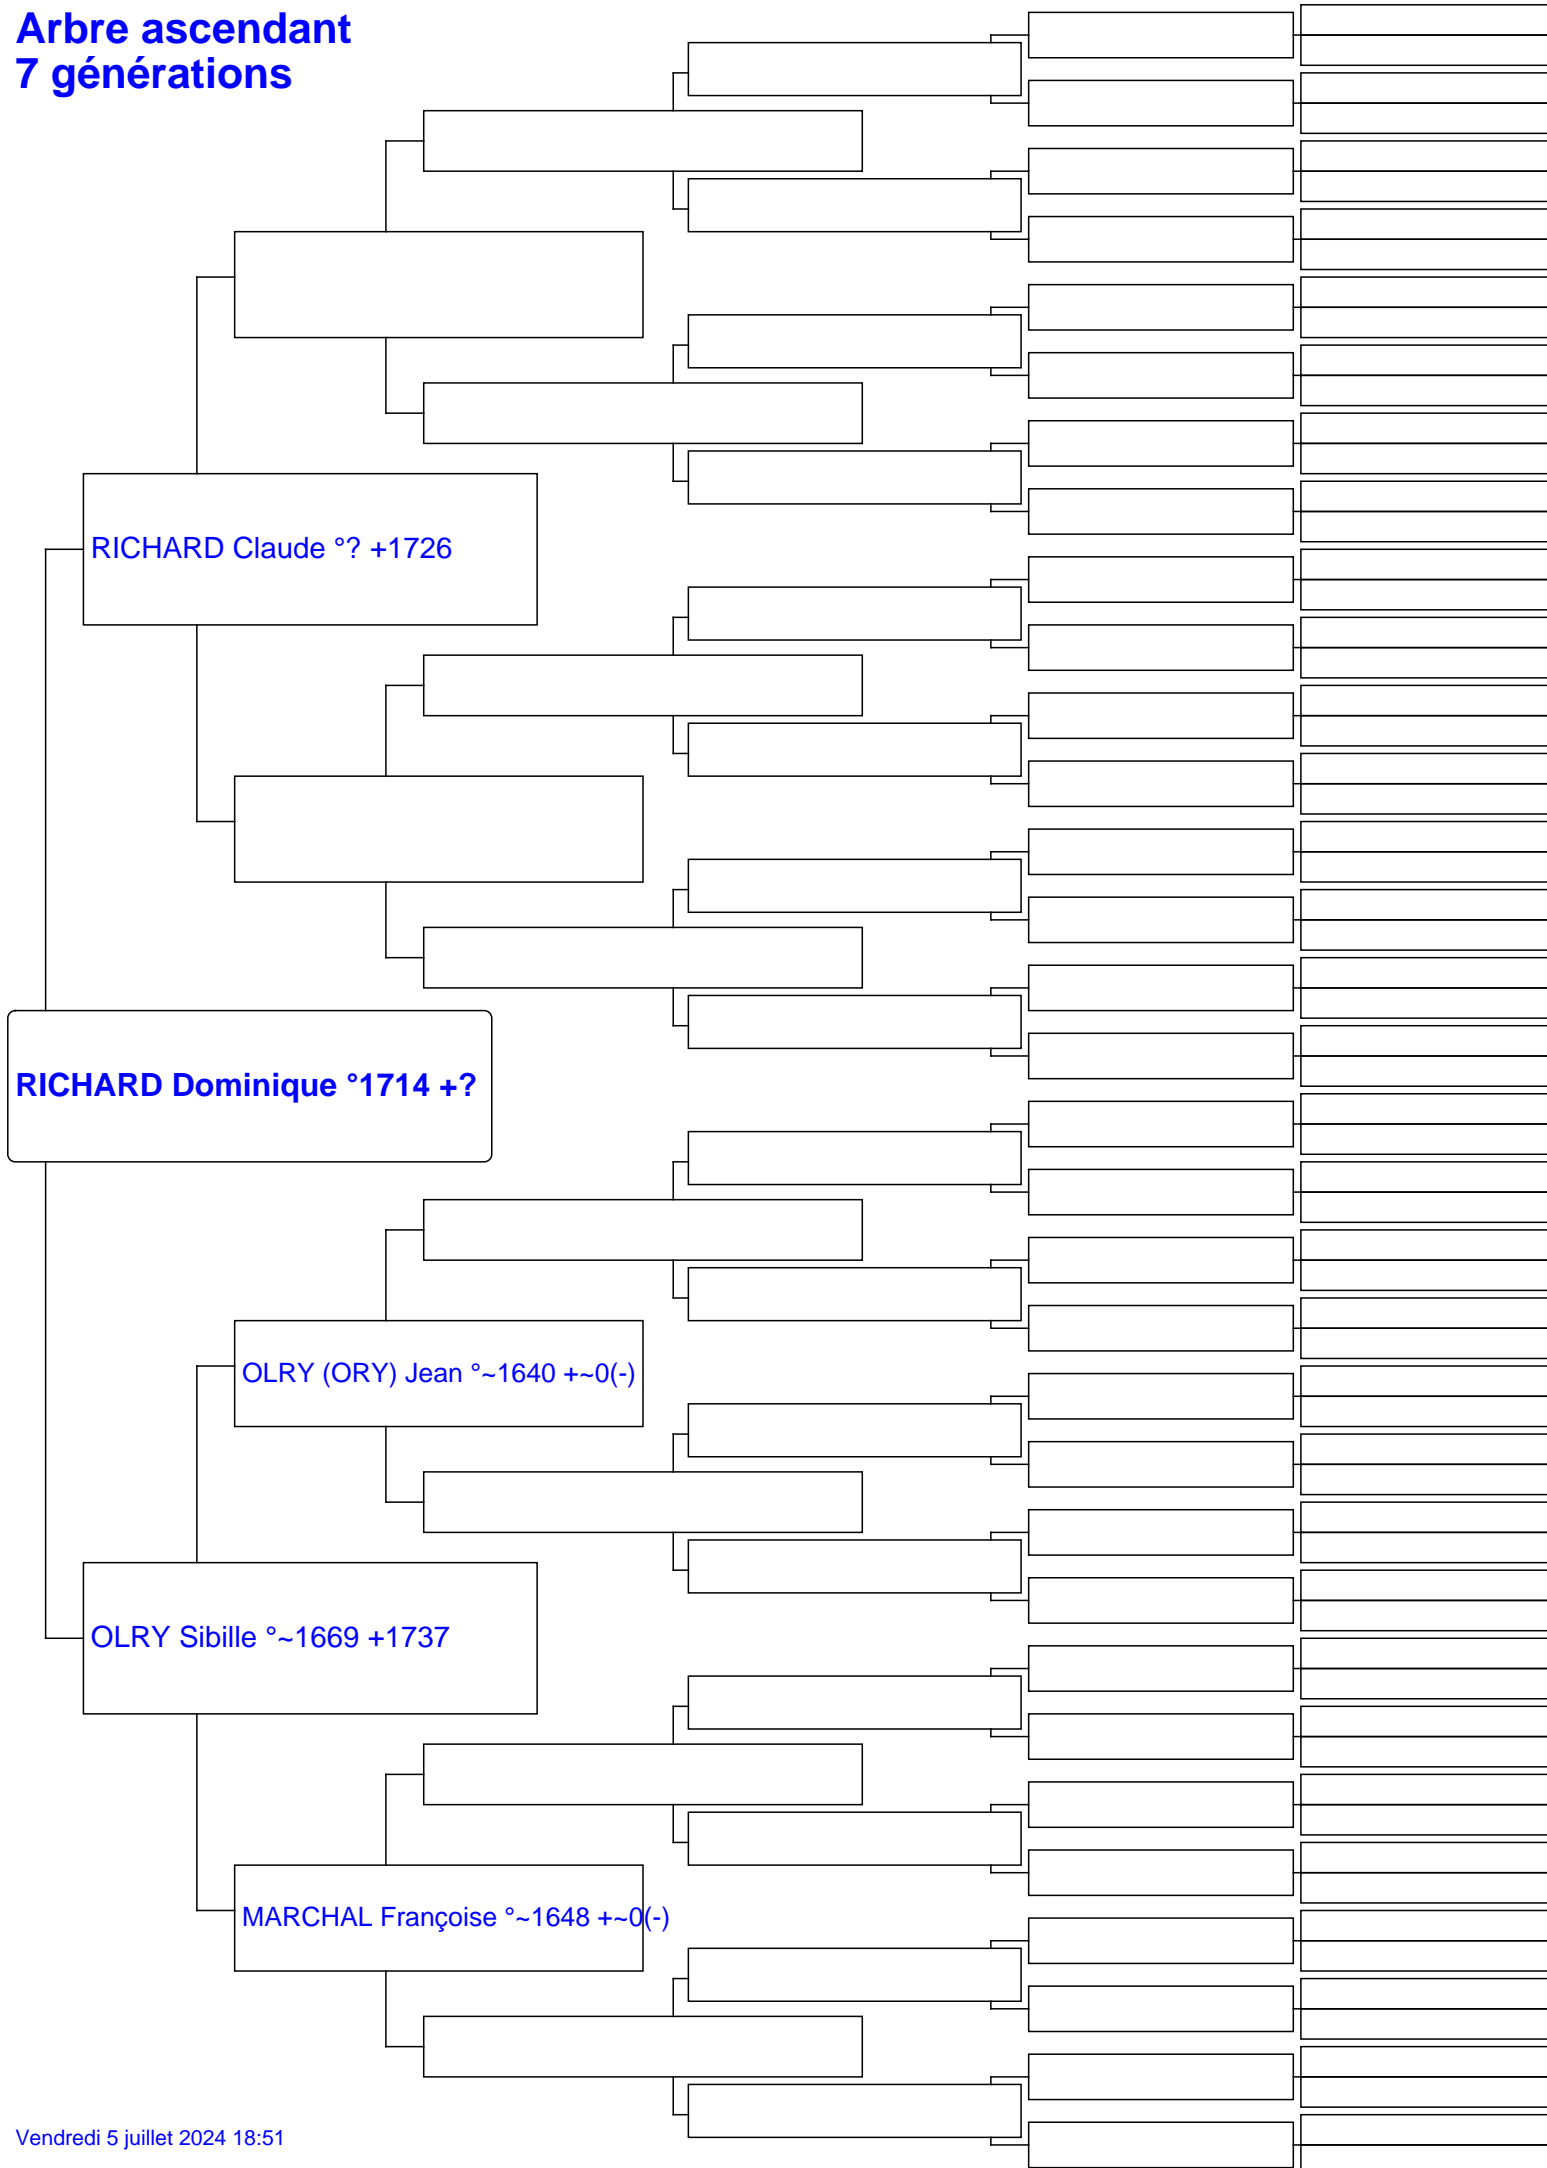 Arbre ascendant
7 générations
RICHARD Claude °? +1726
RICHARD Dominique °1714 +?
OLRY (ORY) Jean °~1640 +~0(-)
OLRY Sibille °~1669 +1737
MARCHAL Françoise °~1648 +~0(-)
Vendredi 5 juillet 2024 18:51